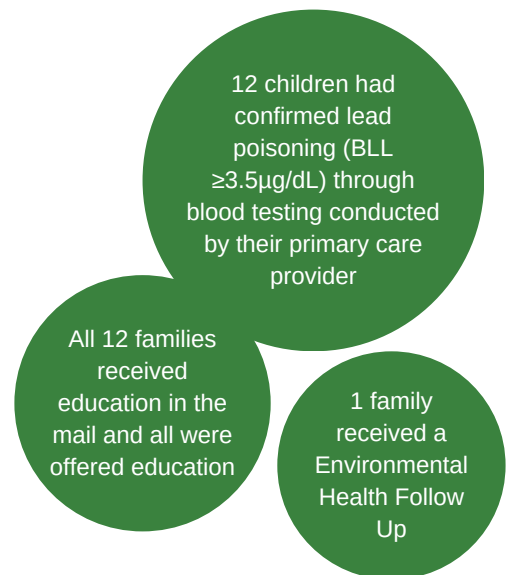 12 children had
confirmed lead
poisoning (BLL
≥3.5µg/dL) through
blood testing conducted
by their primary care
provider
All 12 families
received
education in the
mail and all were
offered education
1 family
received a
Environmental
Health Follow
Up